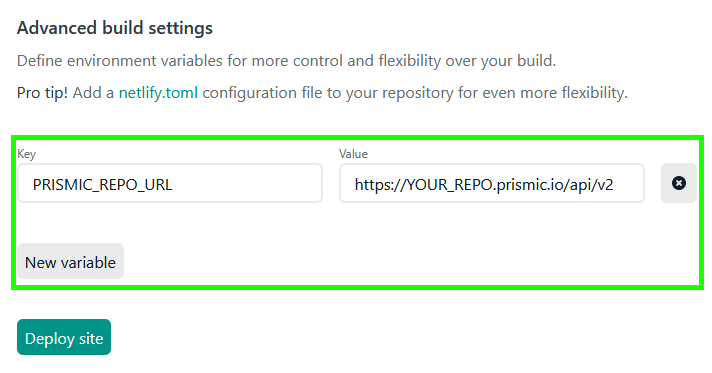 Advanced build settings
Define environment variables for more control and flexibility over your build.
Pro tip! Add a netlify.toml configuration file to your repository for even more flexibility.
Key Value
PRISMIC_REPO_URL https://YOUR_REPO.prismic.io/api/v2
New variable
Deploy site